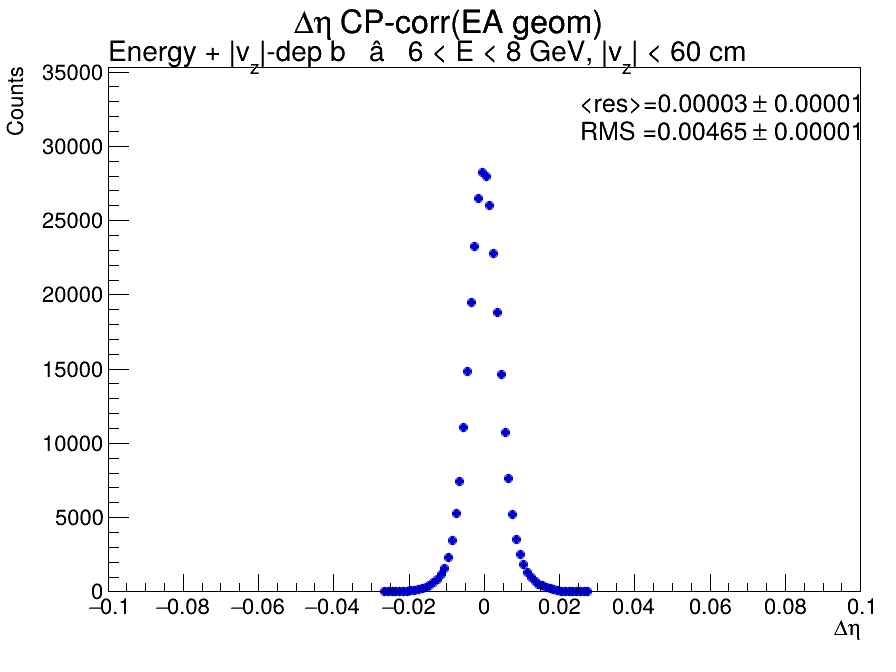 Δη CP-corr(EA geom)
Energy + |vz|-dep b â 6 < E < 8 GeV, |vz| < 60 cm
Counts
<res>=0.00003 ± 0.00001
RMS =0.00465 ± 0.00001
35000
30000
25000
20000
15000
10000
5000
0
−0.1 −0.08 −0.06 −0.04 −0.02 0 0.02 0.04 0.06 0.08 0.1
Δη